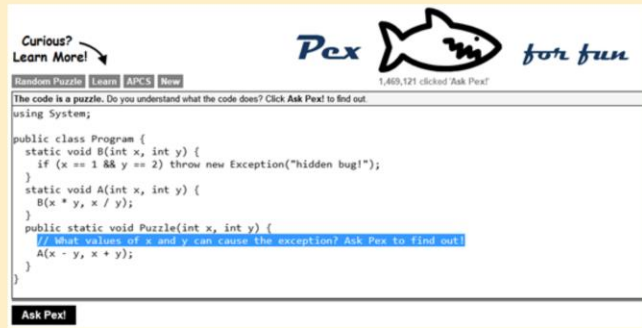 Curious?
Learn More!
Pex for fun
Random Puzzle Learn APCS New
1,469,121 clicked 'Ask Pex!'
The code is a puzzle. Do you understand what the code does? Click Ask Pex! to find out.
using System;
public class Program {
static void B(int x, int y) {
if (x == 1 && y == 2) throw new Exception("hidden bug!");
}
static void A(int x, int y) {
B(x * y, x / y);
}
public static void Puzzle(int x, int y) {
// What values of x and y can cause the exception? Ask Pex to find out!
A(x - y, x + y);
}
}
Ask Pex!